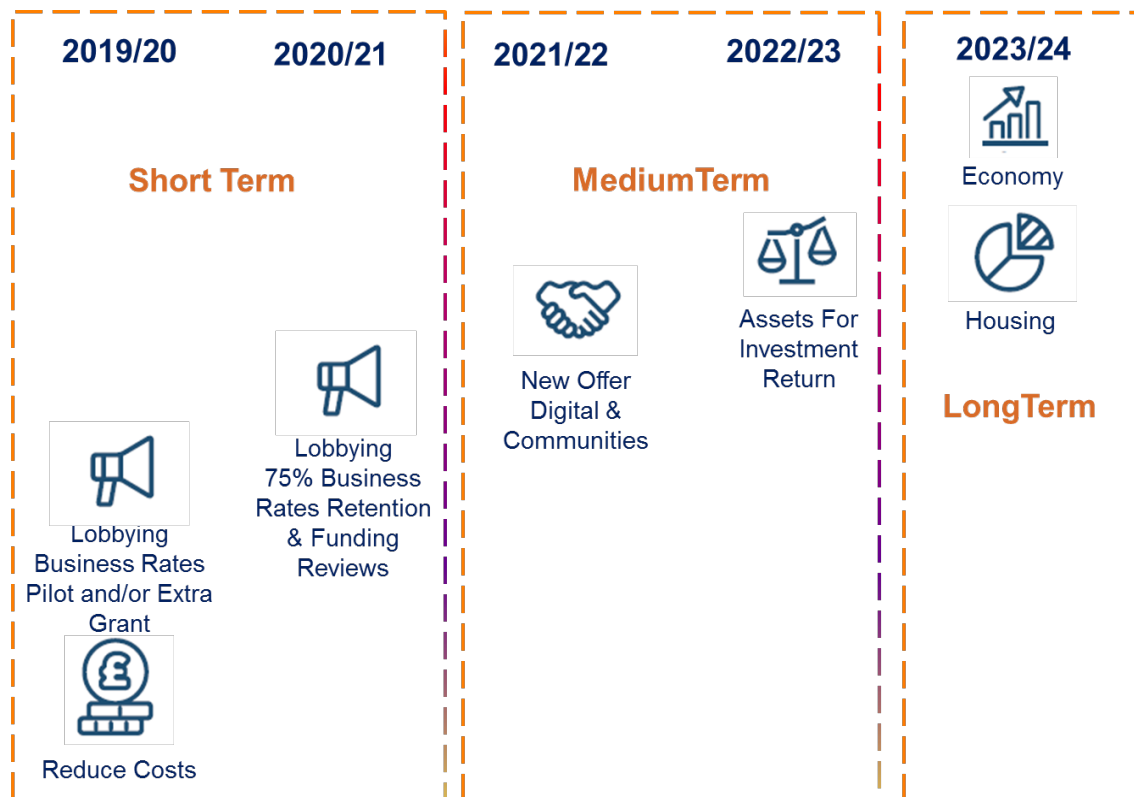 2019/20
2020/21
Short Term
Lobbying
Business Rates
Pilot and/or Extra
Grant
£
Reduce Costs
Lobbying
75% Business
Rates Retention
& Funding
Reviews
2021/22
2022/23
MediumTerm
New Offer
Digital &
Communities
Assets For
Investment
Return
2023/24
Economy
Housing
LongTerm